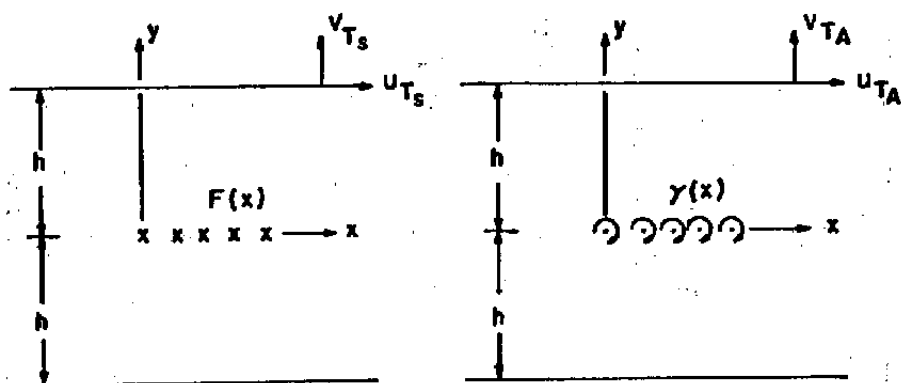 y
V_{T_s}
u_{T_s}
h
F(x)
x x x x x
x
h
y
V_{T_A}
u_{T_A}
h
γ(x)
x
h